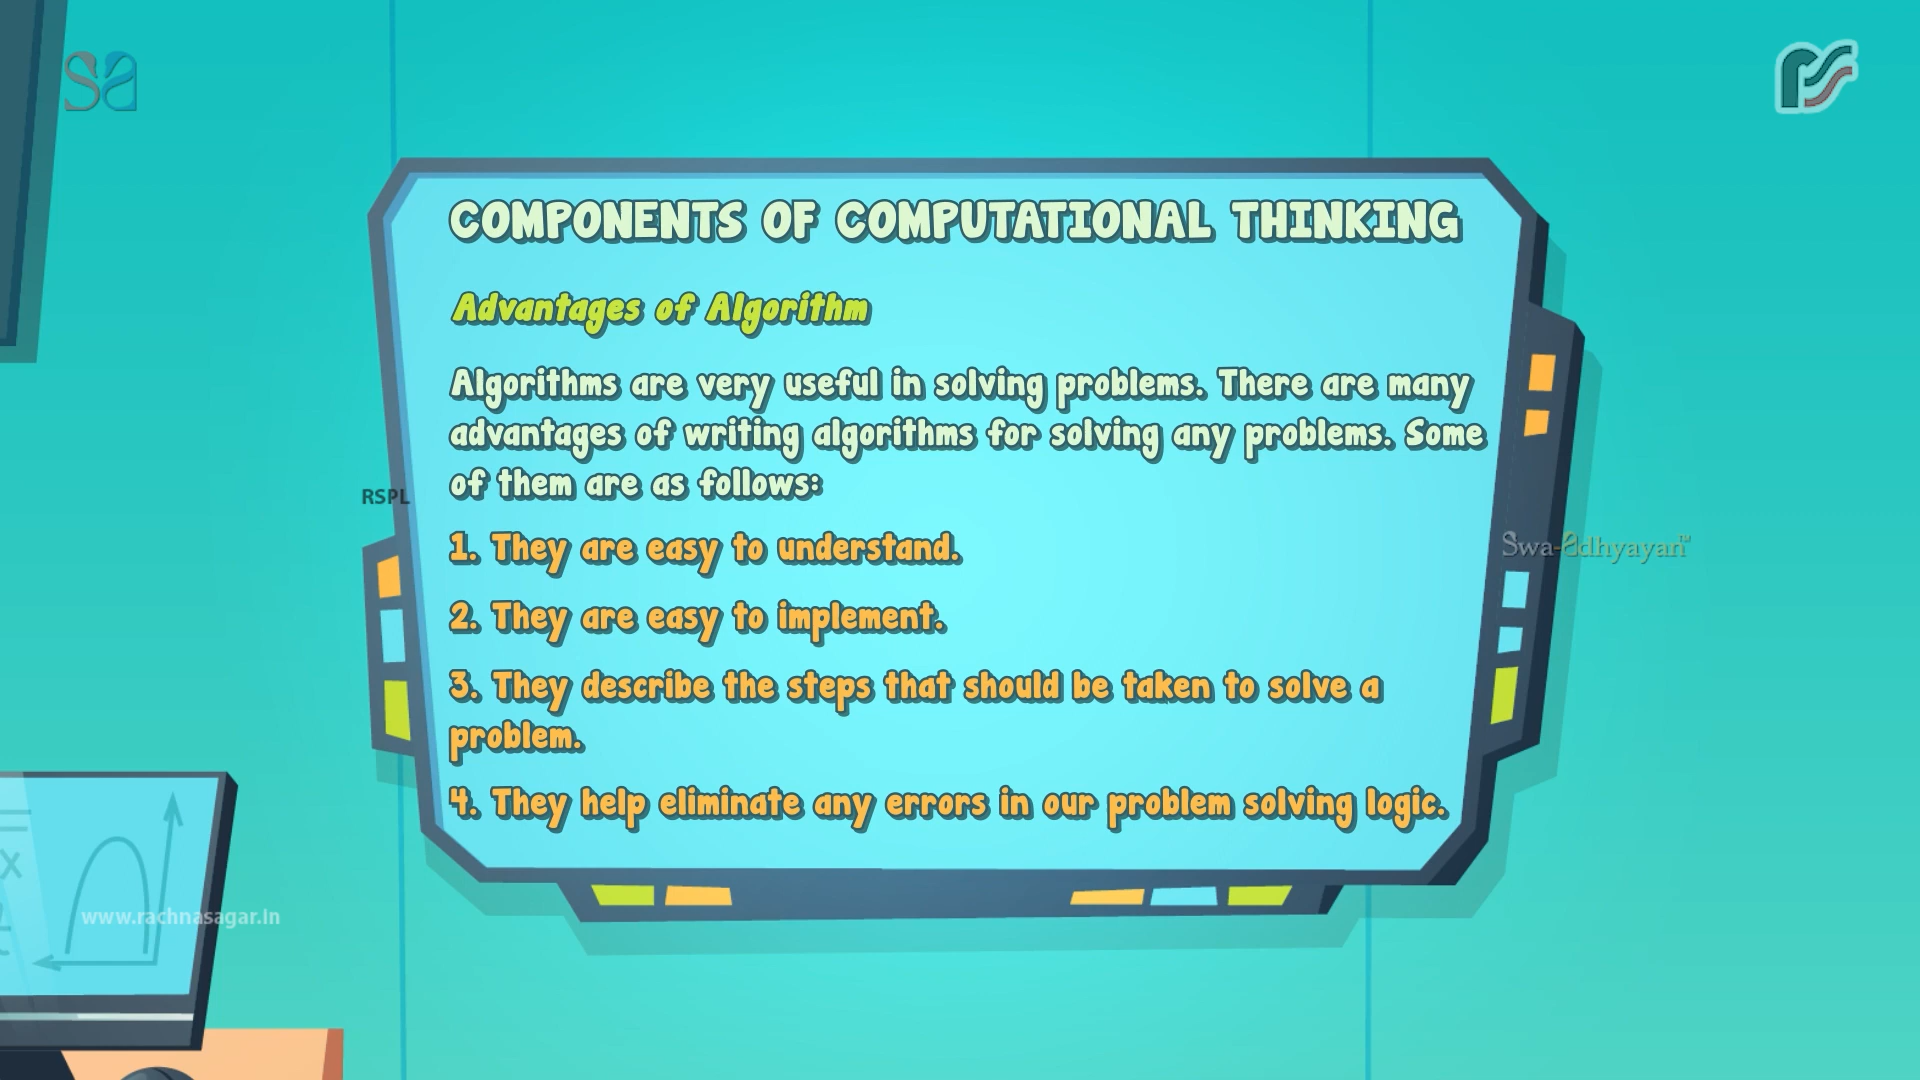 sa
COMPONENTS OF COMPUTATIONAL THINKING
Advantages of Algorithm
Algorithms are very useful in solving problems. There are many
advantages of writing algorithms for solving any problems. Some
of them are as follows:
RSPL
1. They are easy to understand.
Swa-adhyayan™
2. They are easy to implement.
3. They describe the steps that should be taken to solve a
problem.
4. They help eliminate any errors in our problem solving logic.
X
www.rachnasagar.in